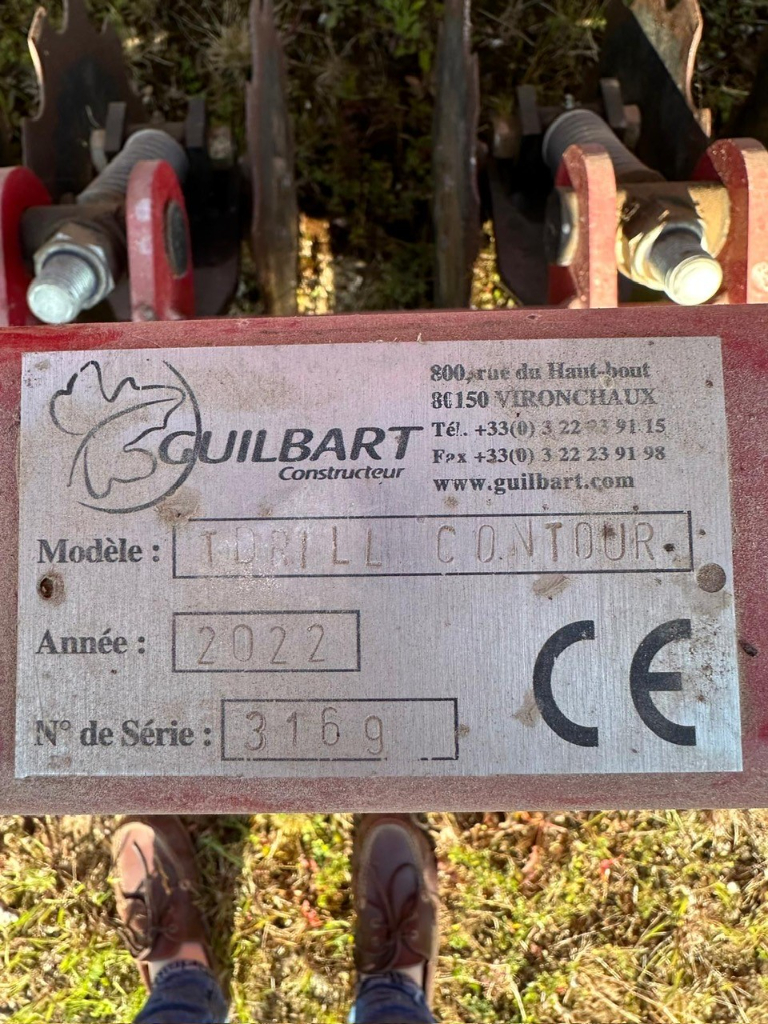 GUILBART
Constructeur
800, rue du Haut-bout
80150 VIRONCHAUX
Tél. +33(0) 3 22 23 91 15
Fax +33(0) 3 22 23 91 98
www.guilbart.com
Modèle : TDRILL CONTOUR
Année : 2022
N° de Série : 3169
CE